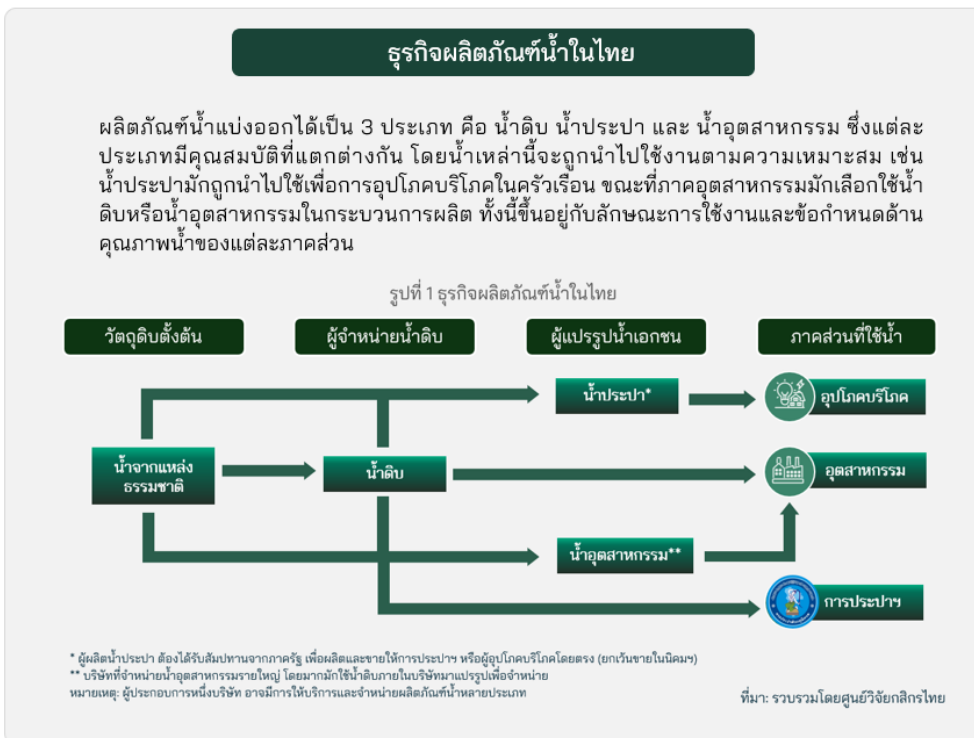 ธุรกิจผลิตภัณฑ์น้ำในไทย
ผลิตภัณฑ์น้ำแบ่งออกได้เป็น 3 ประเภท คือ น้ำดิบ น้ำประปา และ น้ำอุตสาหกรรม ซึ่งแต่ละ
ประเภทมีคุณสมบัติที่แตกต่างกัน โดยน้ำเหล่านี้จะถูกนำไปใช้งานตามความเหมาะสม เช่น
น้ำประปามักถูกนำไปใช้เพื่อการอุปโภคบริโภคในครัวเรือน ขณะที่ภาคอุตสาหกรรมมักเลือกใช้น้ำ
ดิบหรือน้ำอุตสาหกรรมในกระบวนการผลิต ทั้งนี้ขึ้นอยู่กับลักษณะการใช้งานและข้อกำหนดด้าน
คุณภาพน้ำของแต่ละภาคส่วน
รูปที่ 1 ธุรกิจผลิตภัณฑ์น้ำในไทย
วัตถุดิบตั้งต้น
ผู้จำหน่ายน้ำดิบ
ผู้แปรรูปน้ำเอกชน
ภาคส่วนที่ใช้น้ำ
น้ำประปา*
อุปโภคบริโภค
น้ำจากแหล่ง
ธรรมชาติ
น้ำดิบ
อุตสาหกรรม
น้ำอุตสาหกรรม**
การประปาฯ
* ผู้ผลิตน้ำประปา ต้องได้รับสัมปทานจากภาครัฐ เพื่อผลิตและขายให้การประปาฯ หรือผู้อุปโภคบริโภคโดยตรง (ยกเว้นขายในนิคมฯ)
** บริษัทที่จำหน่ายน้ำอุตสาหกรรมรายใหญ่ โดยมากมักใช้น้ำดิบภายในบริษัทมาแปรรูปเพื่อจำหน่าย
หมายเหตุ: ผู้ประกอบการหนึ่งบริษัท อาจมีการให้บริการและจำหน่ายผลิตภัณฑ์น้ำหลายประเภท
ที่มา: รวบรวมโดยศูนย์วิจัยกสิกรไทย